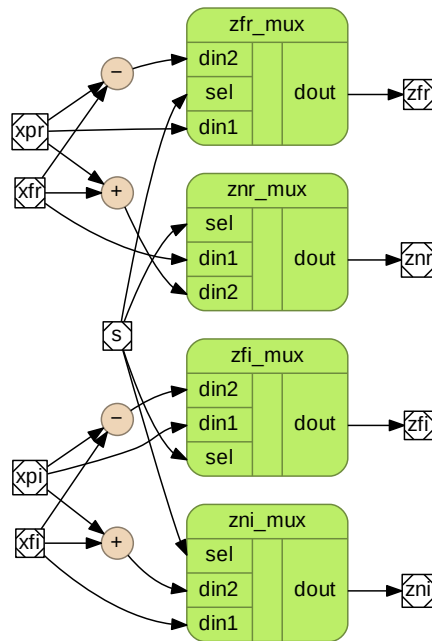 zfr_mux
din2
sel
dout
din1
zfr
−
xpr
xfr
+
znr_mux
sel
din1
dout
din2
znr
s
zfi_mux
din2
din1
dout
sel
zfi
−
xpi
xfi
+
zni_mux
sel
din2
dout
din1
zni